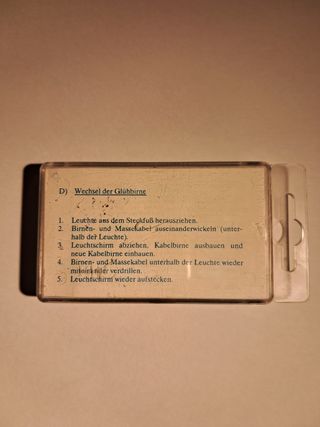 D) Wechsel der Glühbirne
1. Leuchte aus dem Steckfuß herausziehen.
2. Birnen- und Massekabel auseinanderwickeln (unter-
halb der Leuchte).
3. Leuchtschirm abziehen, Kabelbirne ausbauen und
neue Kabelbirne einbauen.
4. Birnen- und Massekabel unterhalb der Leuchte wieder
miteinander verdrillen.
5. Leuchtschirm wieder aufstecken.